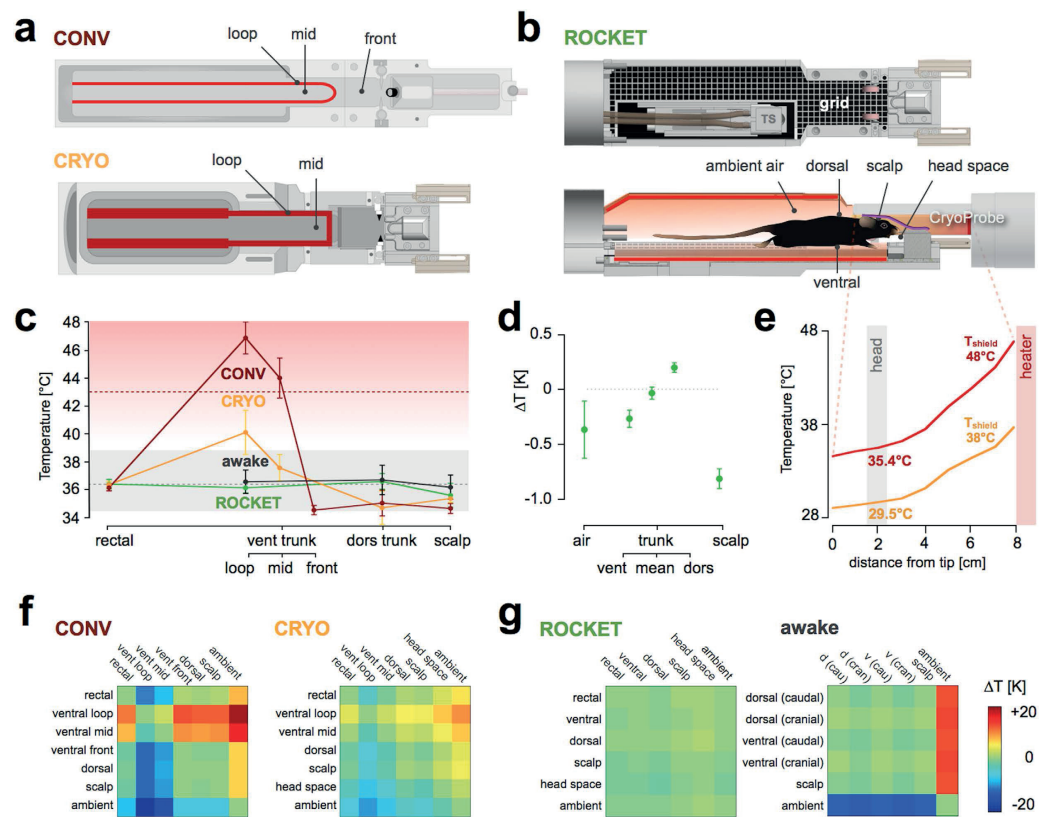 a
CONV
loop
mid
front
CRYO
loop
mid
b
ROCKET
grid
TS
ambient air
dorsal
scalp
head space
CryoProbe
ventral
c
Temperature [°C]
48
46
44
42
40
38
36
34
CONV
CRYO
awake
ROCKET
rectal
vent trunk
dors trunk
scalp
loop
mid
front
d
ΔT [K]
0.5
0
-0.5
-1.0
air
trunk
scalp
vent
mean
dors
e
Temperature [°C]
48
38
28
head
heater
Tshield
48°C
Tshield
38°C
35.4°C
29.5°C
0
2
4
6
8
distance from tip [cm]
f
CONV
rectal
vent loop
vent mid
vent front
dorsal
scalp
ambient
rectal
ventral loop
ventral mid
ventral front
dorsal
scalp
ambient
CRYO
rectal
vent loop
vent mid
dorsal
scalp
head space
ambient
rectal
ventral loop
ventral mid
dorsal
scalp
head space
ambient
g
ROCKET
rectal
ventral
dorsal
scalp
head space
ambient
rectal
ventral
dorsal
scalp
head space
ambient
awake
d (cau)
d (cran)
v (cau)
v (cran)
scalp
ambient
dorsal (caudal)
dorsal (cranial)
ventral (caudal)
ventral (cranial)
scalp
ambient
ΔT [K]
+20
0
-20